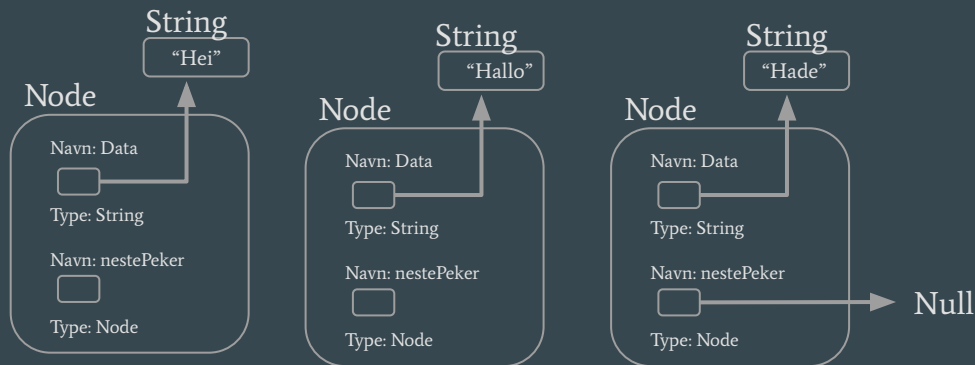 String
“Hei”
Node
Navn: Data
Type: String
Navn: nestePeker
Type: Node
String
“Hallo”
Node
Navn: Data
Type: String
Navn: nestePeker
Type: Node
String
“Hade”
Node
Navn: Data
Type: String
Navn: nestePeker
Type: Node
Null